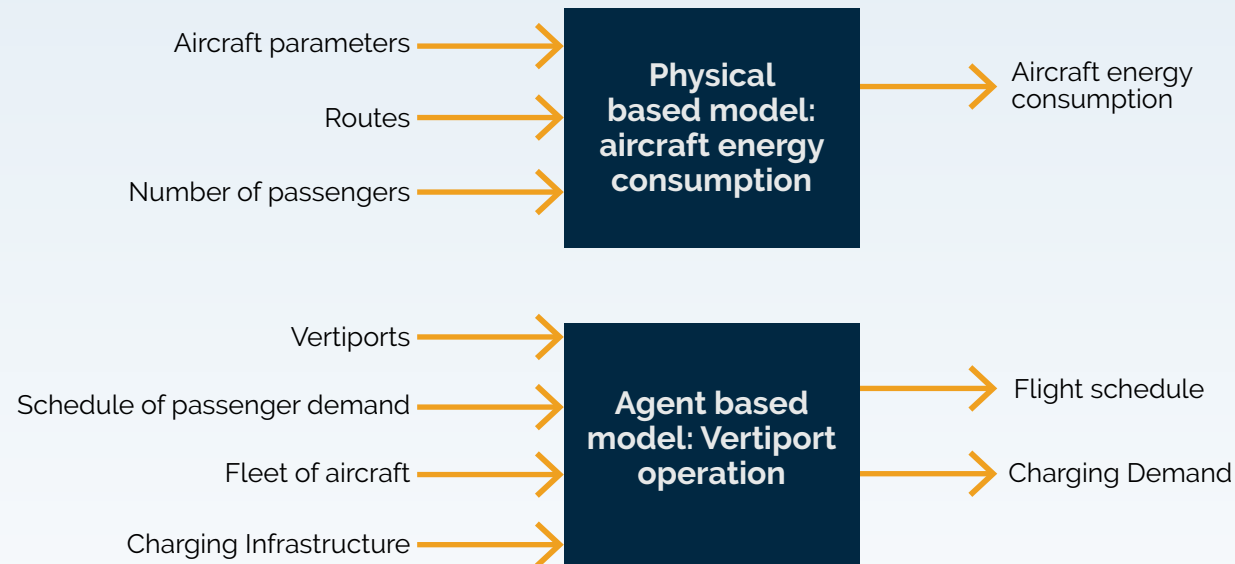 Aircraft parameters
Routes
Number of passengers
Physical
based model:
aircraft energy
consumption
Aircraft energy
consumption
Vertiports
Schedule of passenger demand
Fleet of aircraft
Charging Infrastructure
Agent based
model: Vertiport
operation
Flight schedule
Charging Demand